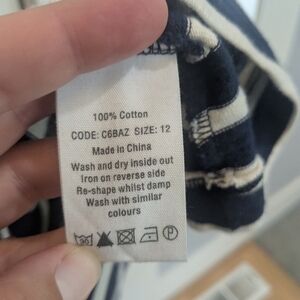 100% Cotton
CODE: C6BAZ SIZE: 12
Made in China
Wash and dry inside out
Iron on reverse side
Re-shape whilst damp
Wash with similar
colours